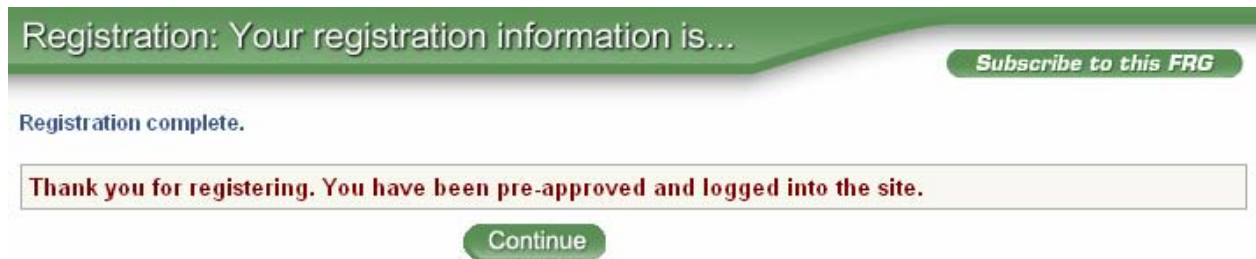 Registration: Your registration information is...
Subscribe to this FRG
Registration complete.
Thank you for registering. You have been pre-approved and logged into the site.
Continue